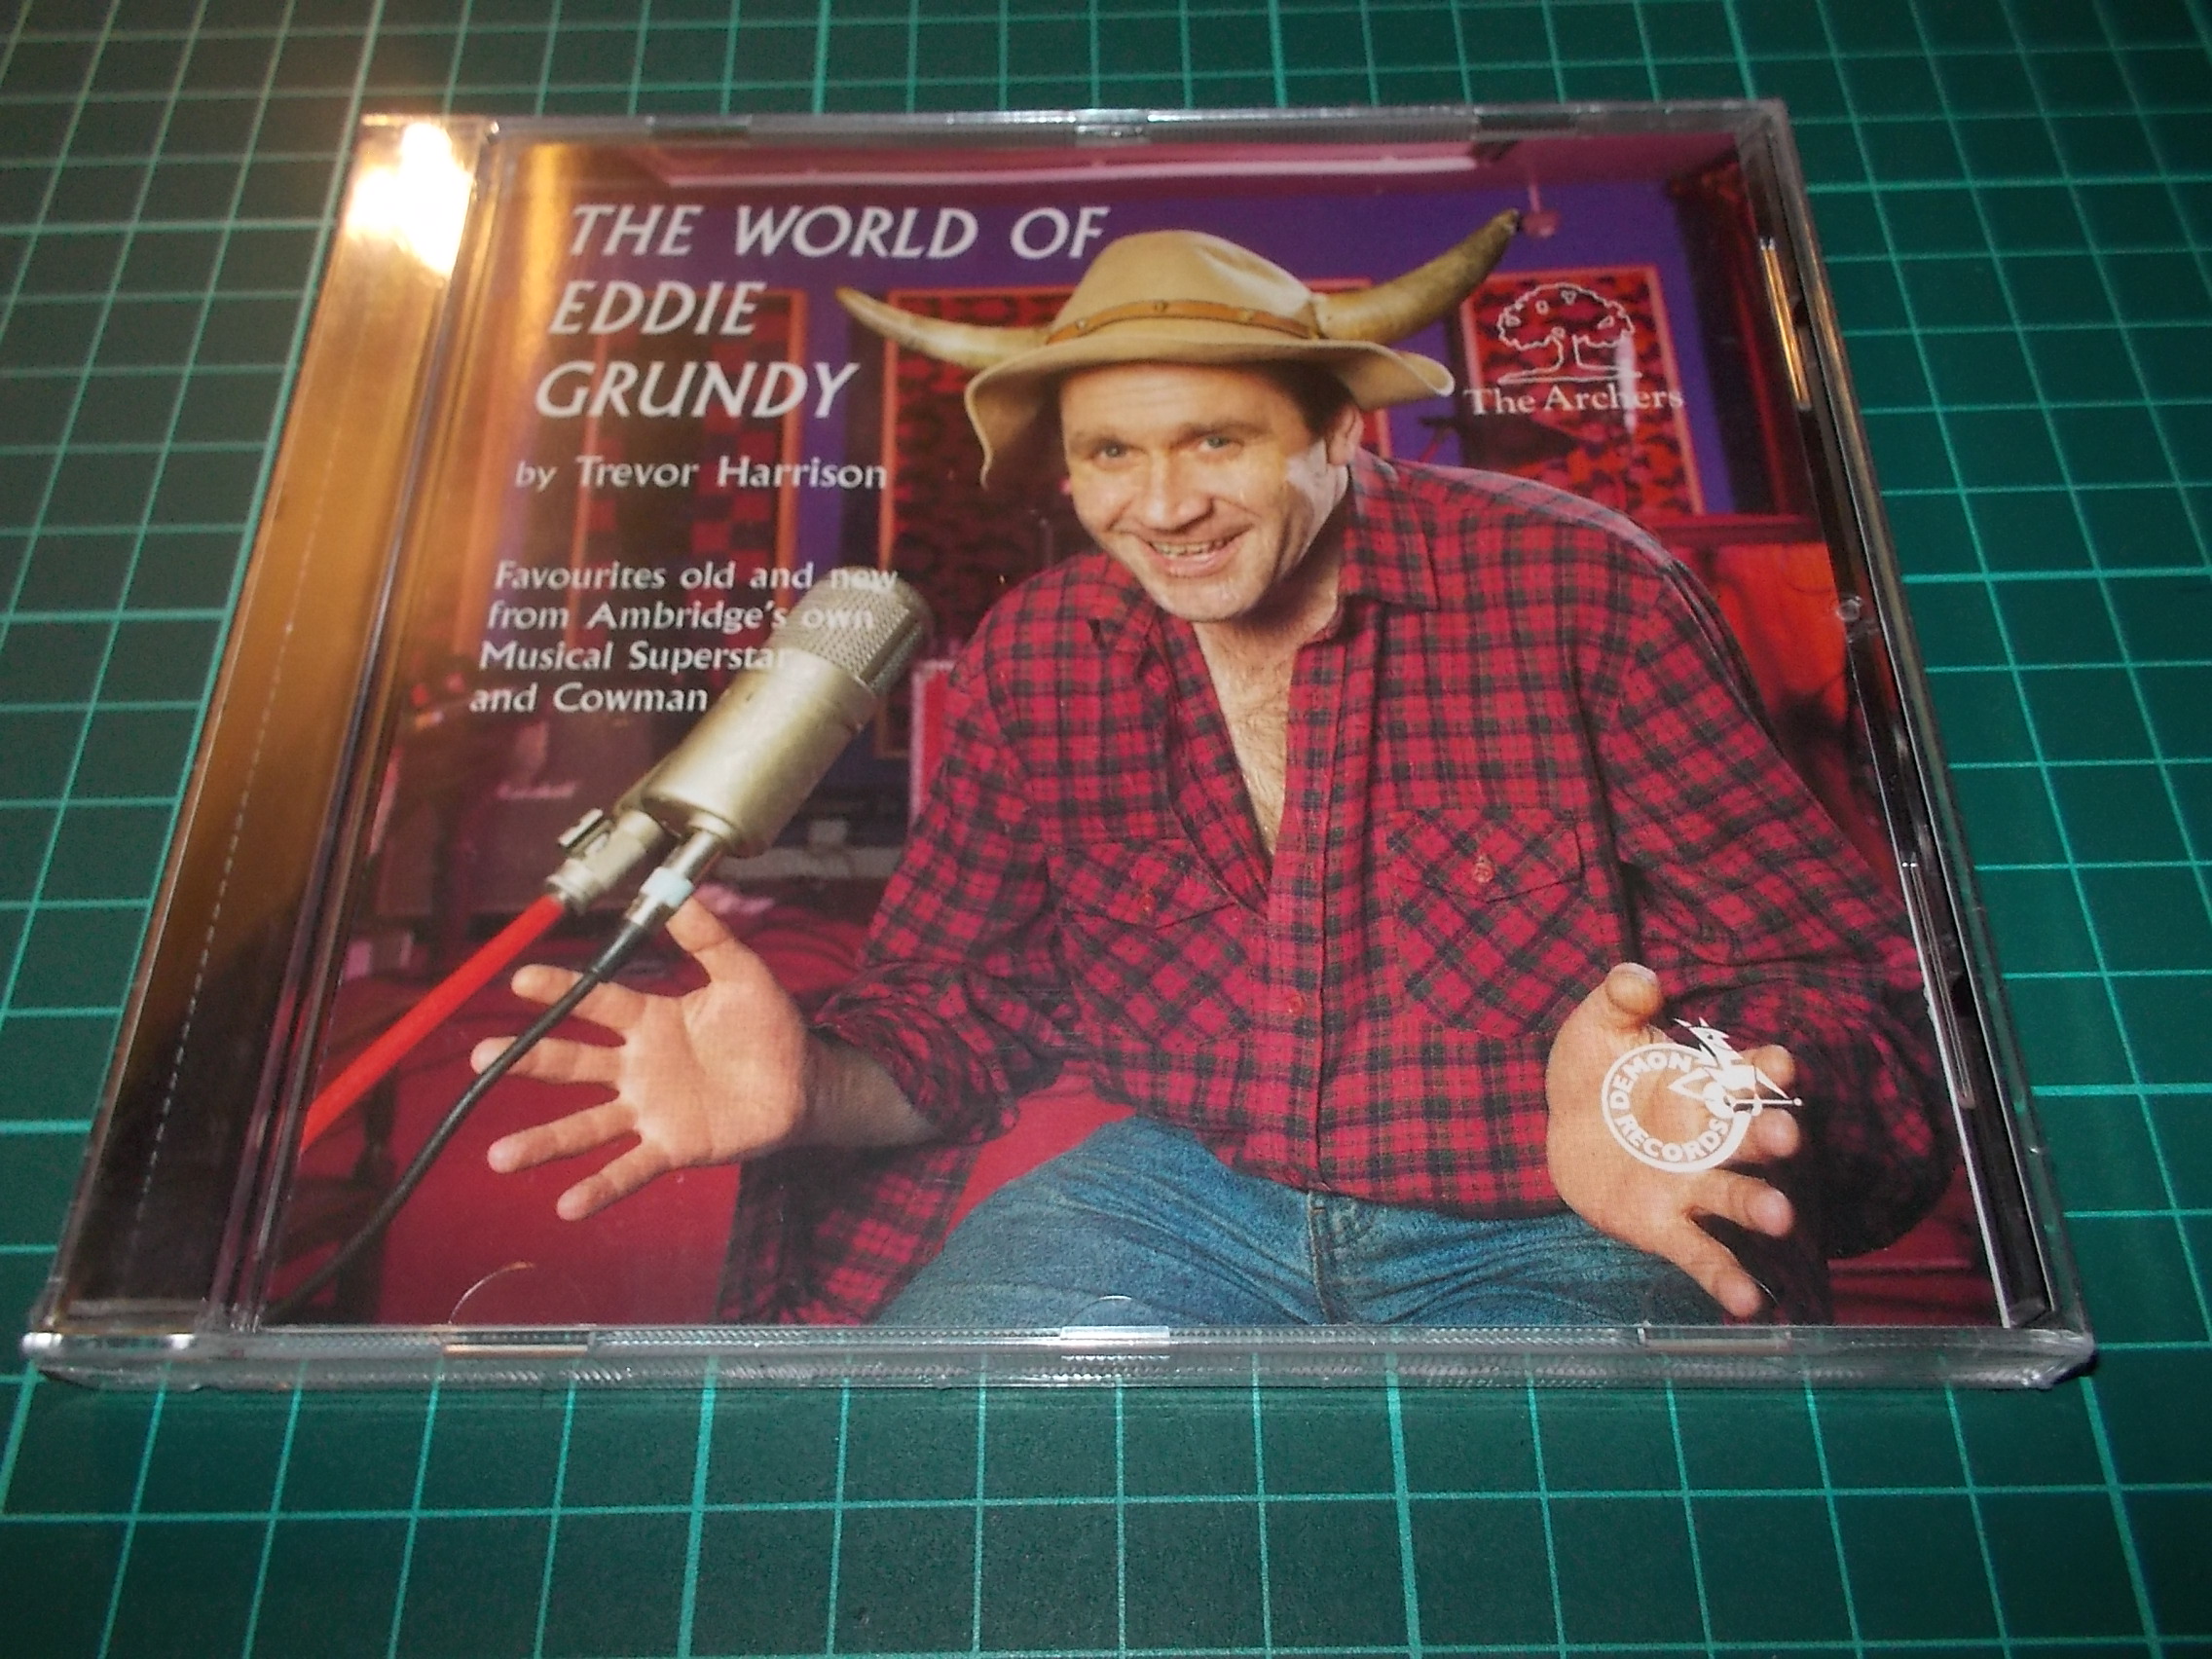 THE WORLD OF
EDDIE
GRUNDY
by Trevor Harrison
The Archers
Favourites old and new
from Ambridge's own
Musical Superstar
and Cowman
DEMON
RECORDS